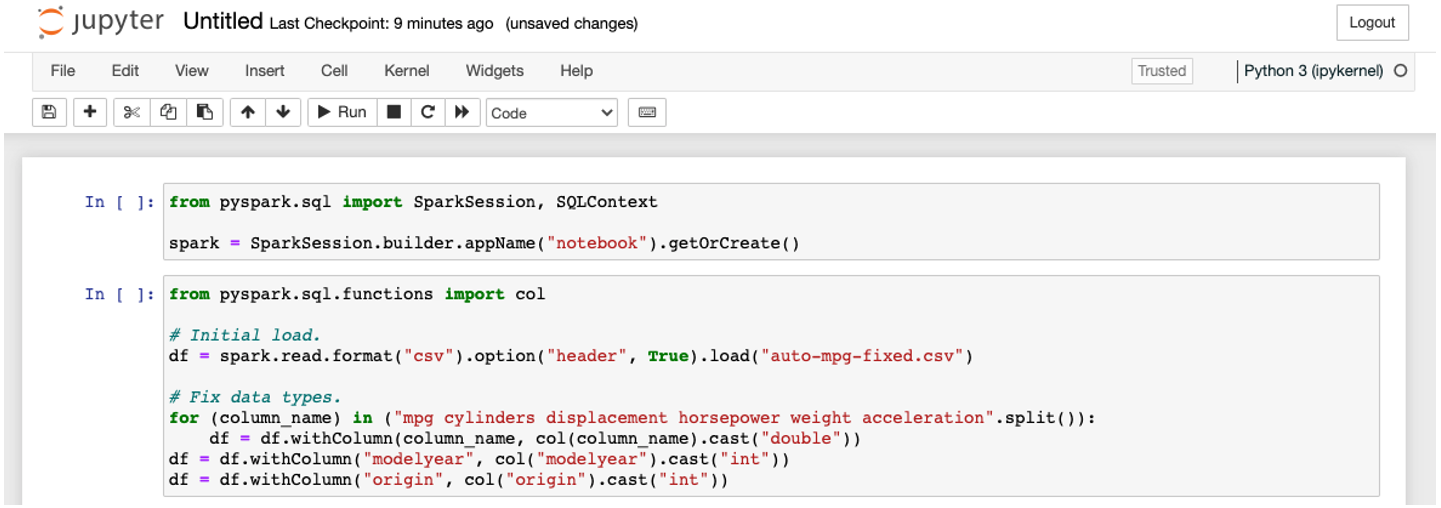 jupyter Untitled Last Checkpoint: 9 minutes ago (unsaved changes) Logout
File Edit View Insert Cell Kernel Widgets Help Trusted Python 3 (ipykernel)
Run Code
In [ ]: from pyspark.sql import SparkSession, SQLContext
spark = SparkSession.builder.appName("notebook").getOrCreate()
In [ ]: from pyspark.sql.functions import col
# Initial load.
df = spark.read.format("csv").option("header", True).load("auto-mpg-fixed.csv")
# Fix data types.
for (column_name) in ("mpg cylinders displacement horsepower weight acceleration".split()):
    df = df.withColumn(column_name, col(column_name).cast("double"))
df = df.withColumn("modelyear", col("modelyear").cast("int"))
df = df.withColumn("origin", col("origin").cast("int"))